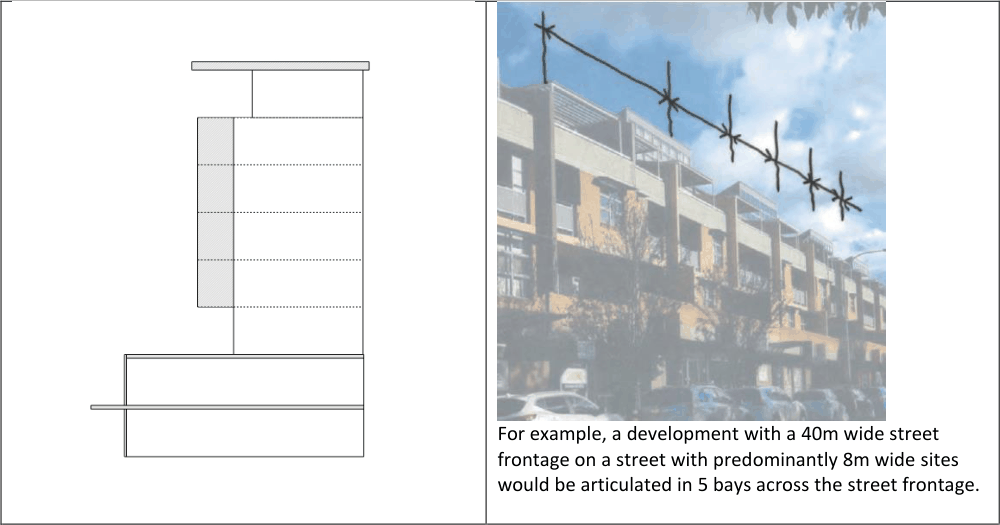 For example, a development with a 40m wide street
frontage on a street with predominantly 8m wide sites
would be articulated in 5 bays across the street frontage.